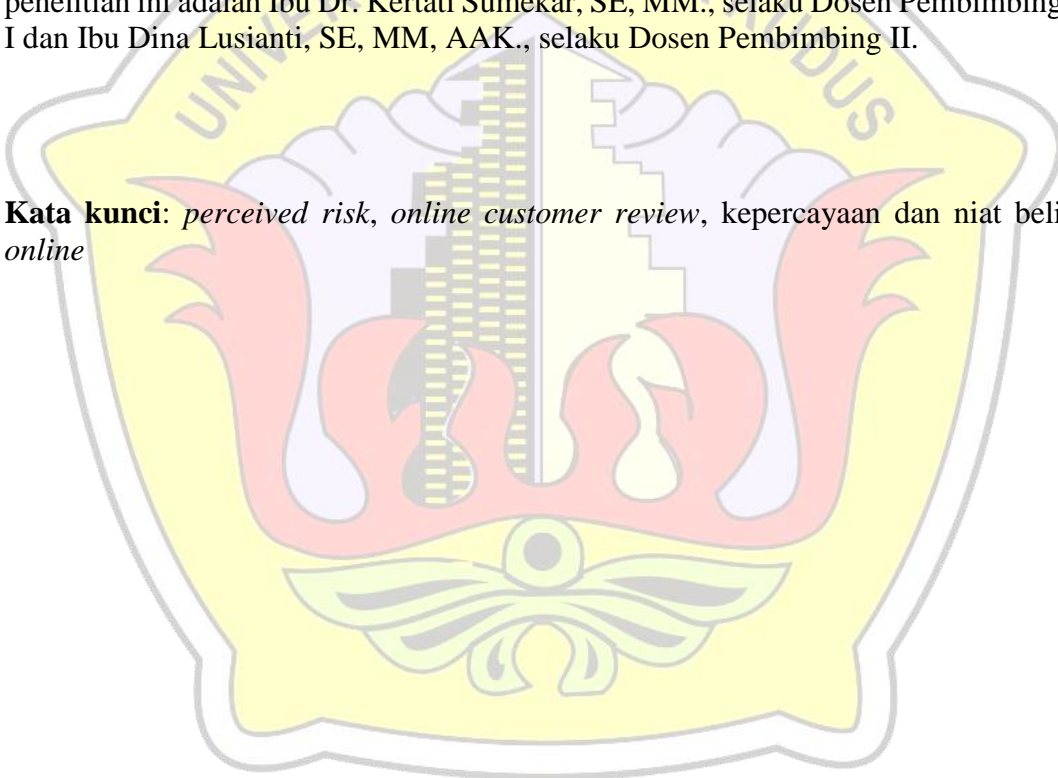 penelitian ini adalah Ibu Dr. Kertati Sumekar, SE, MM., selaku Dosen Pembimbing
I dan Ibu Dina Lusianti, SE, MM, AAK., selaku Dosen Pembimbing II.
KUDUS
Kata kunci: perceived risk, online customer review, kepercayaan dan niat beli
online